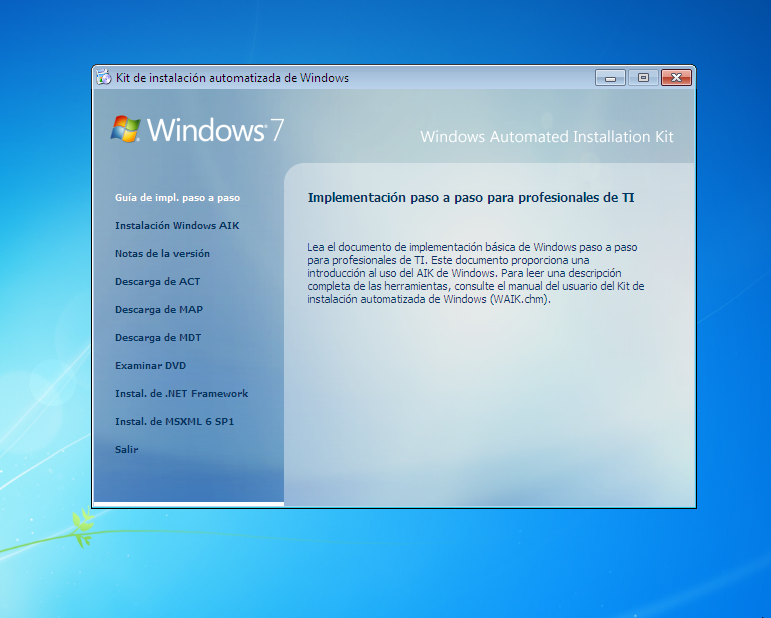 Kit de instalación automatizada de Windows
Windows 7
Windows Automated Installation Kit
Guía de impl. paso a paso
Instalación Windows AIK
Notas de la versión
Descarga de ACT
Descarga de MAP
Descarga de MDT
Examinar DVD
Instal. de .NET Framework
Instal. de MSXML 6 SP1
Salir
Implementación paso a paso para profesionales de TI
Lea el documento de implementación básica de Windows paso a paso
para profesionales de TI. Este documento proporciona una
introducción al uso del AIK de Windows. Para leer una descripción
completa de las herramientas, consulte el manual del usuario del Kit de
instalación automatizada de Windows (WAIK.chm).